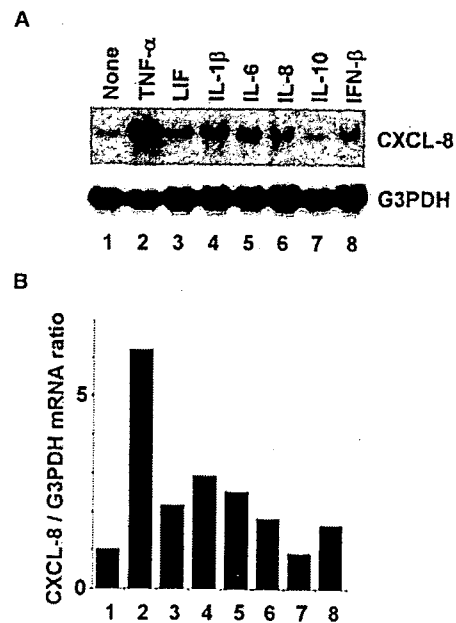 A
None TNF-α LIF IL-1β IL-6 IL-8 IL-10 IFN-β
CXCL-8
G3PDH
1 2 3 4 5 6 7 8
B
CXCL-8 / G3PDH mRNA ratio
5
0
1 2 3 4 5 6 7 8